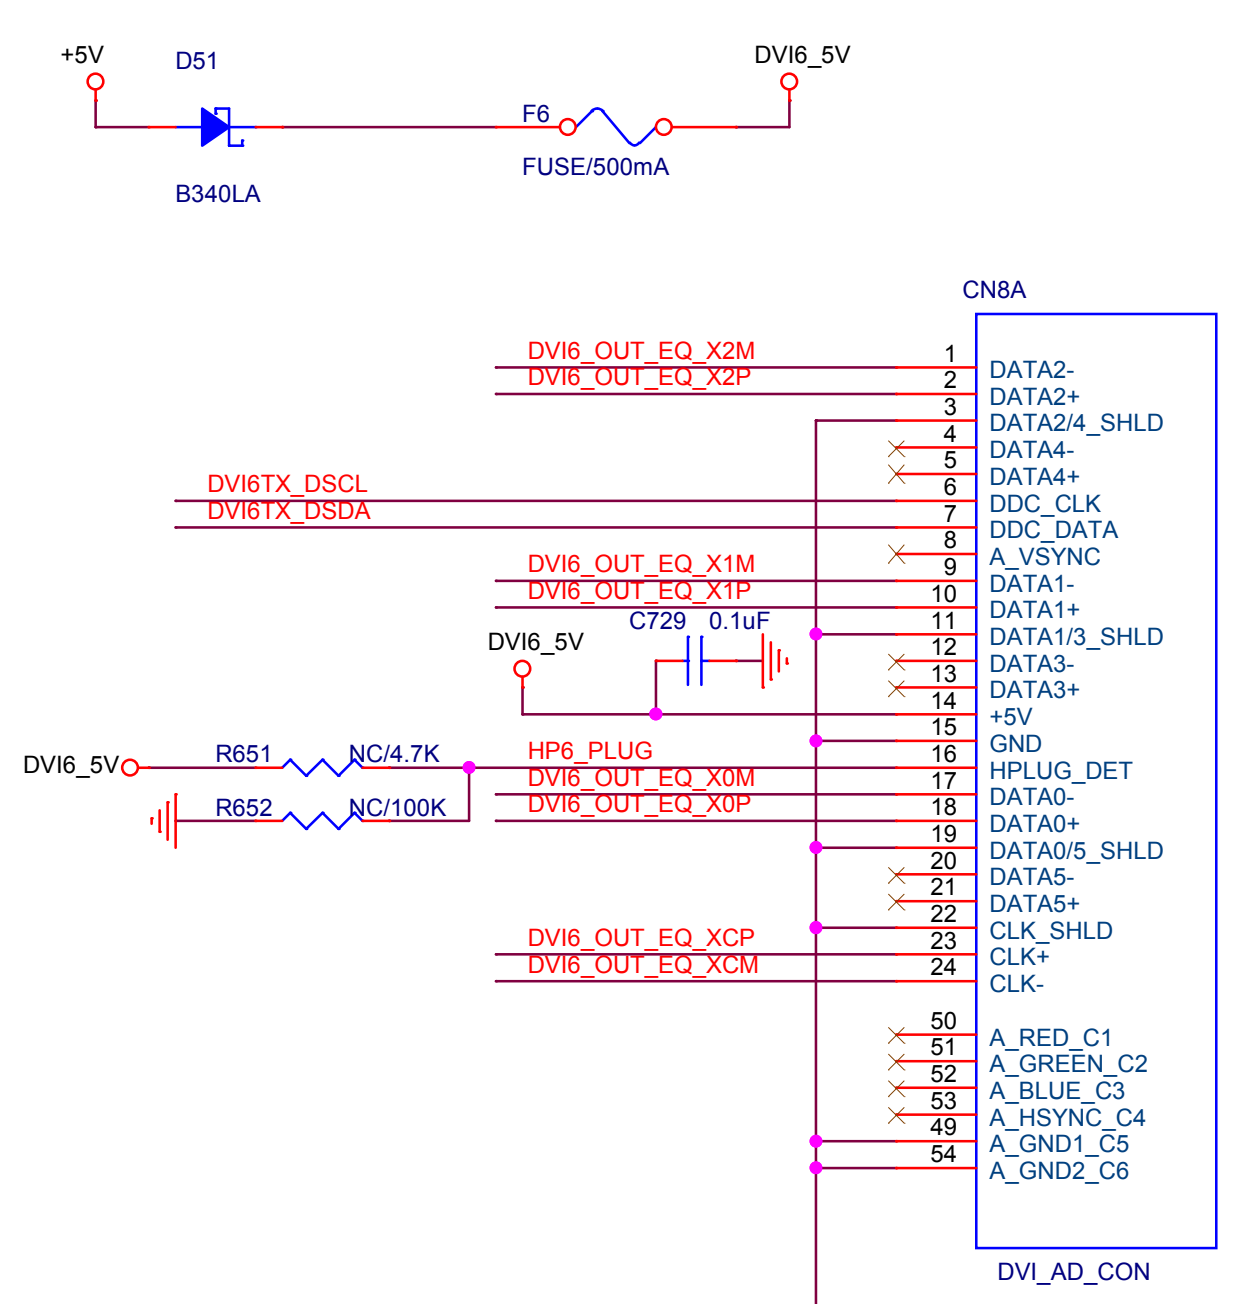 +5V
D51
DVI6_5V
F6
FUSE/500mA
B340LA
CN8A
DVI6_OUT_EQ_X2M
1
DATA2-
DVI6_OUT_EQ_X2P
2
DATA2+
3
DATA2/4_SHLD
4
DATA4-
5
DATA4+
DVI6TX_DSCL
6
DDC_CLK
DVI6TX_DSDA
7
DDC_DATA
8
A_VSYNC
DVI6_OUT_EQ_X1M
9
DATA1-
DVI6_OUT_EQ_X1P
10
DATA1+
C729 0.1uF
11
DATA1/3_SHLD
DVI6_5V
12
DATA3-
13
DATA3+
14
+5V
15
GND
DVI6_5V
R651
NC/4.7K
HP6_PLUG
16
HPLUG_DET
DVI6_OUT_EQ_X0M
17
DATA0-
R652
NC/100K
DVI6_OUT_EQ_X0P
18
DATA0+
19
DATA0/5_SHLD
20
DATA5-
21
DATA5+
22
CLK_SHLD
DVI6_OUT_EQ_XCP
23
CLK+
DVI6_OUT_EQ_XCM
24
CLK-
50
A_RED_C1
51
A_GREEN_C2
52
A_BLUE_C3
53
A_HSYNC_C4
49
A_GND1_C5
54
A_GND2_C6
DVI_AD_CON